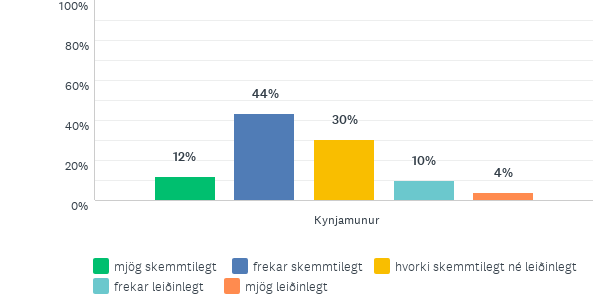 100%
80%
60%
40%
20%
0%
12%
44%
30%
10%
4%
Kynjamunur
mjög skemmtilegt
frekar skemmtilegt
hvorki skemmtilegt né leiðinlegt
frekar leiðinlegt
mjög leiðinlegt